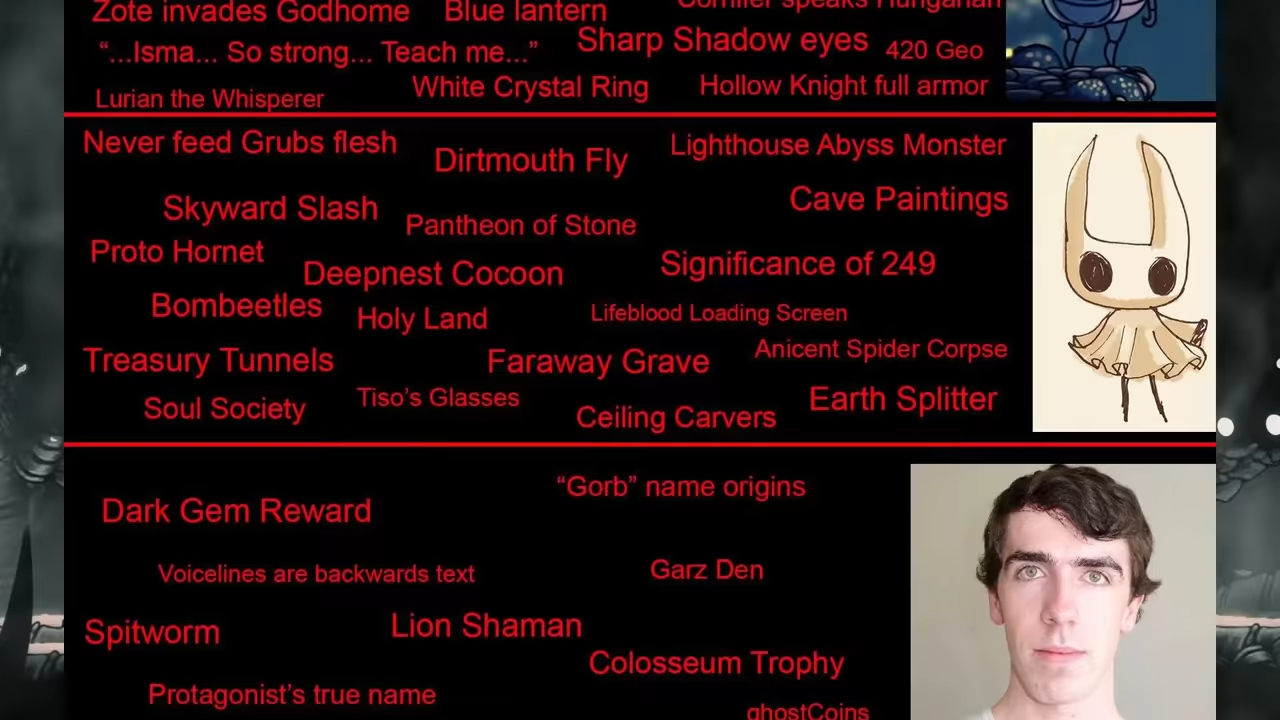 Zote invades Godhome
Blue lantern
Cornifer speaks Hungarian
“...Isma... So strong... Teach me...”
Sharp Shadow eyes
420 Geo
White Crystal Ring
Hollow Knight full armor
Lurian the Whisperer
Never feed Grubs flesh
Dirtmouth Fly
Lighthouse Abyss Monster
Skyward Slash
Cave Paintings
Pantheon of Stone
Proto Hornet
Deepnest Cocoon
Significance of 249
Bombeetles
Holy Land
Lifeblood Loading Screen
Treasury Tunnels
Faraway Grave
Anicent Spider Corpse
Soul Society
Tiso’s Glasses
Ceiling Carvers
Earth Splitter
“Gorb” name origins
Dark Gem Reward
Voicelines are backwards text
Garz Den
Spitworm
Lion Shaman
Colosseum Trophy
Protagonist’s true name
ghostCoins